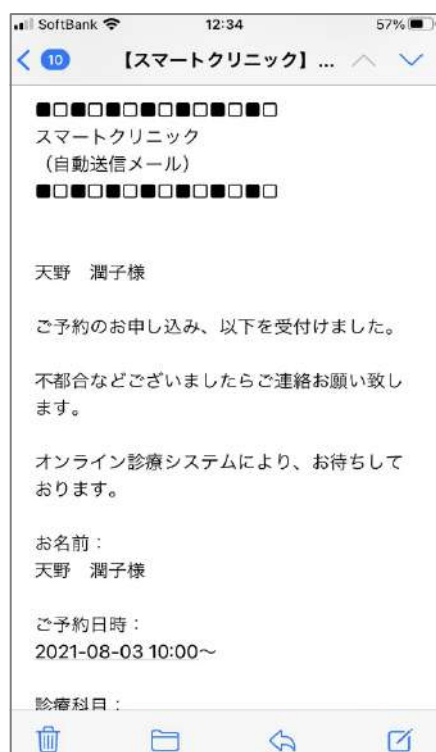 SoftBank 12:34 57%
10 【スマートクリニック】...
■□■□■□■□■□■□■□
スマートクリニック
（自動送信メール）
■□■□■□■□■□■□■□
天野　潤子様
ご予約のお申し込み、以下を受付けました。
不都合などございましたらご連絡お願い致し
ます。
オンライン診療システムにより、お待ちして
おります。
お名前：
天野　潤子様
ご予約日時：
2021-08-03 10:00～
診療科目：